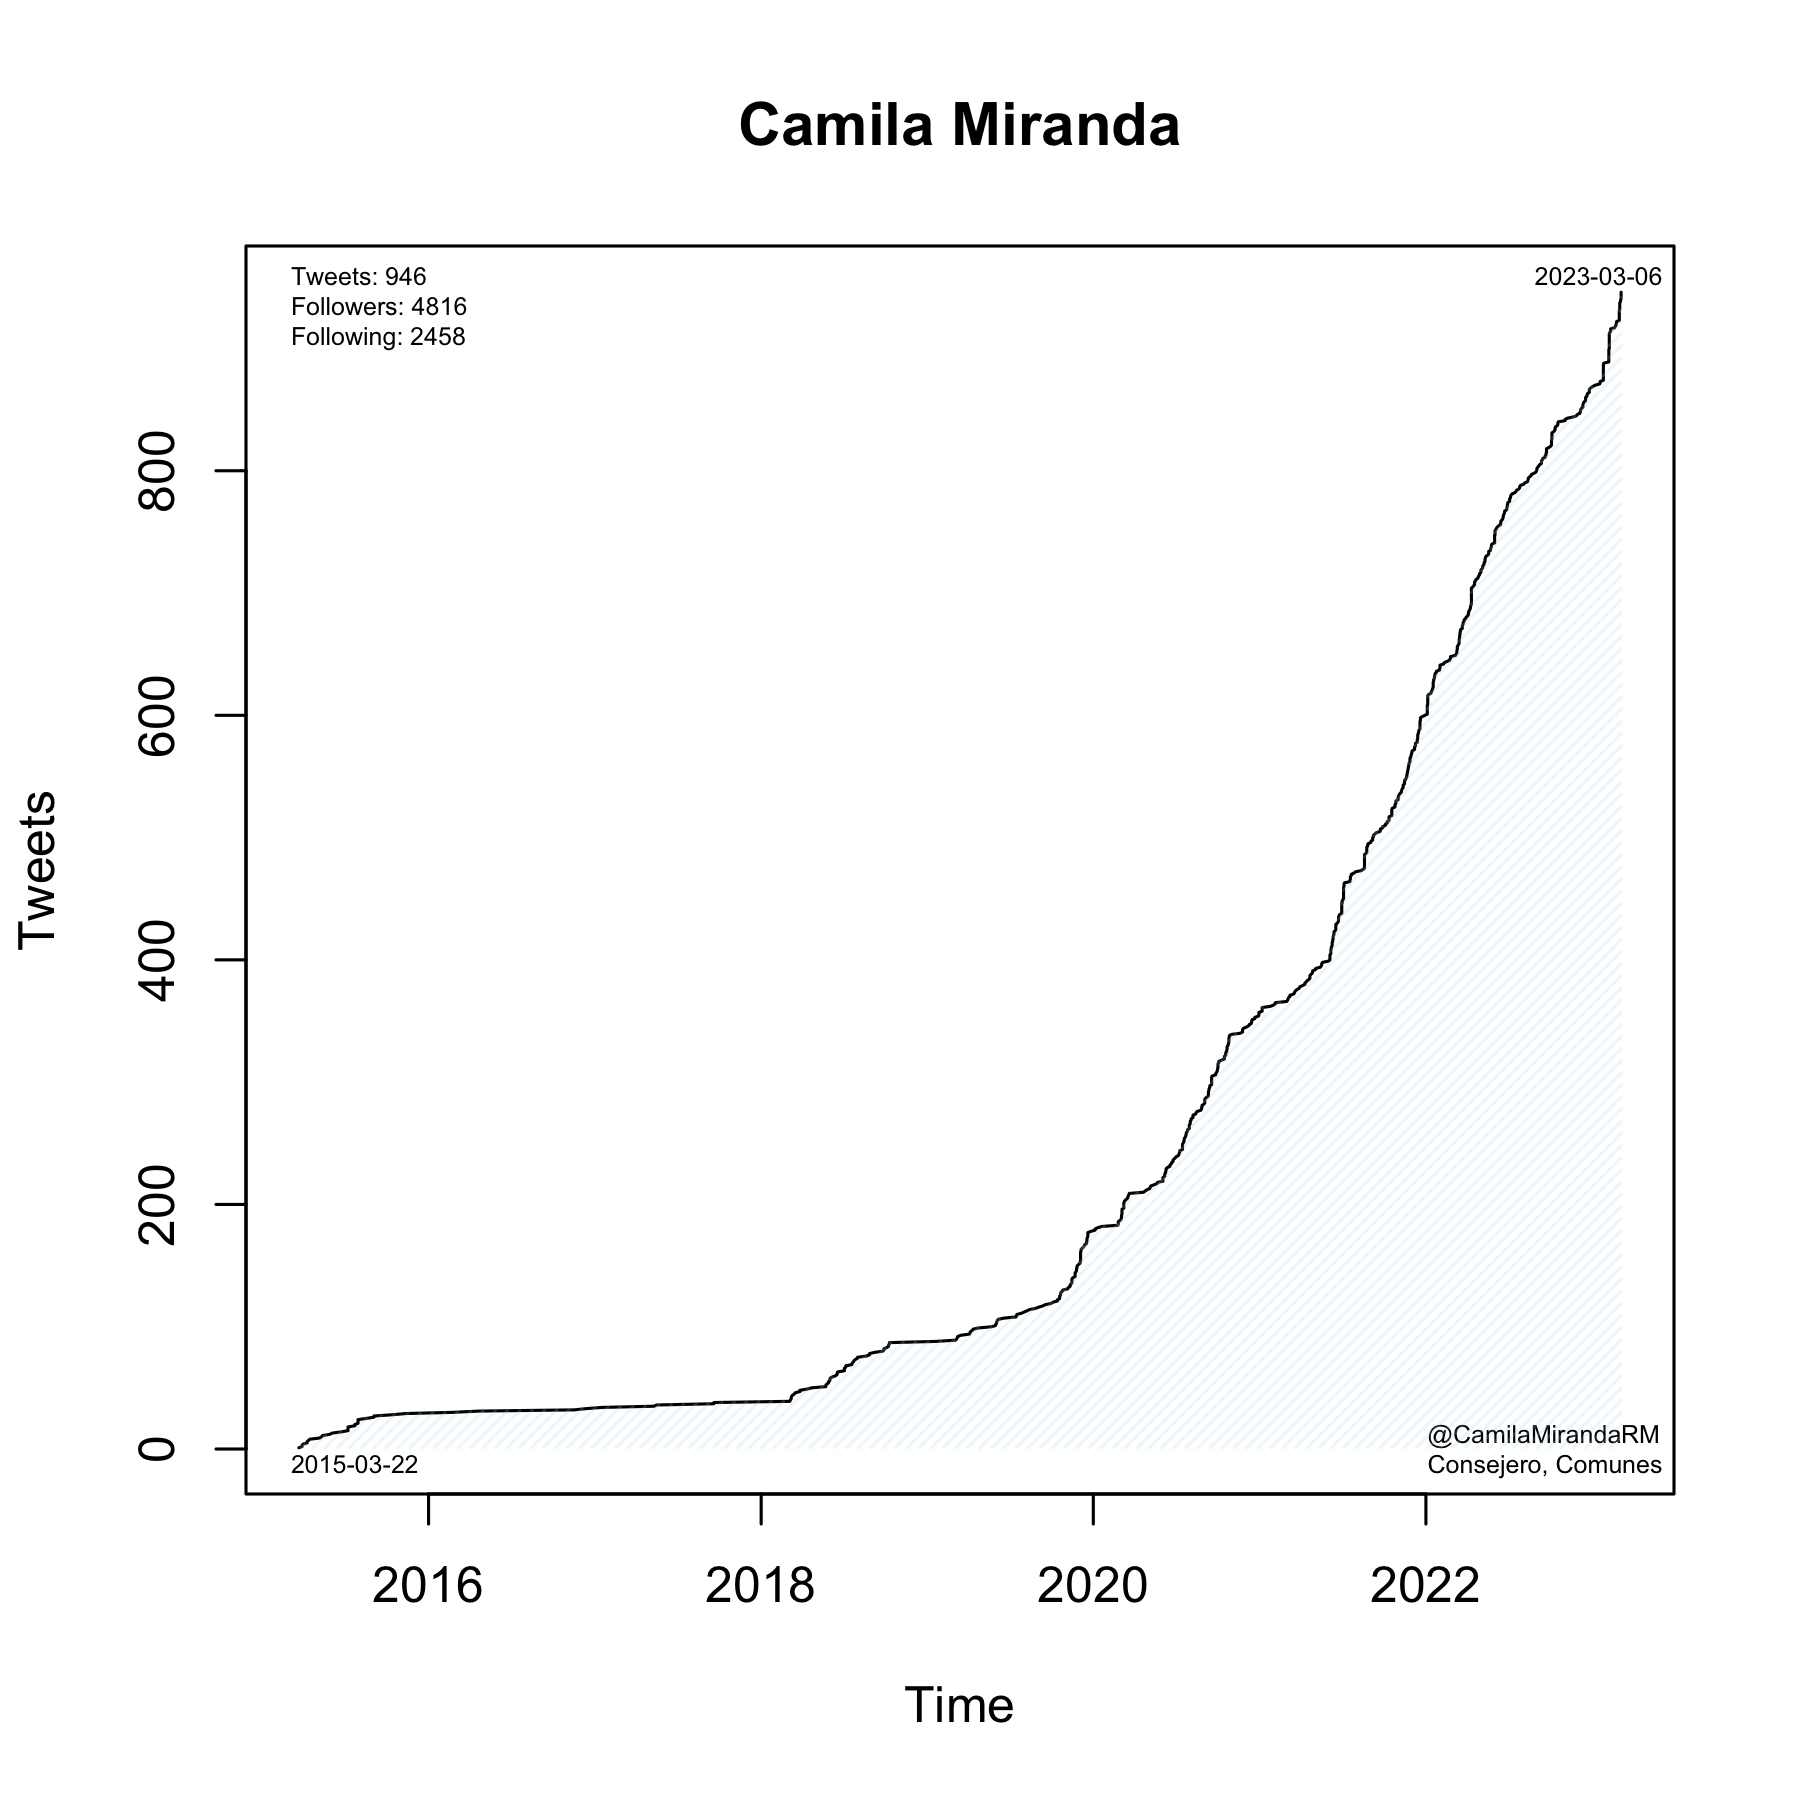 Camila Miranda
Tweets: 946
Followers: 4816
Following: 2458
2023-03-06
Tweets
800
600
400
200
0
2015-03-22
@CamilaMirandaRM
Consejero, Comunes
2016 2018 2020 2022
Time